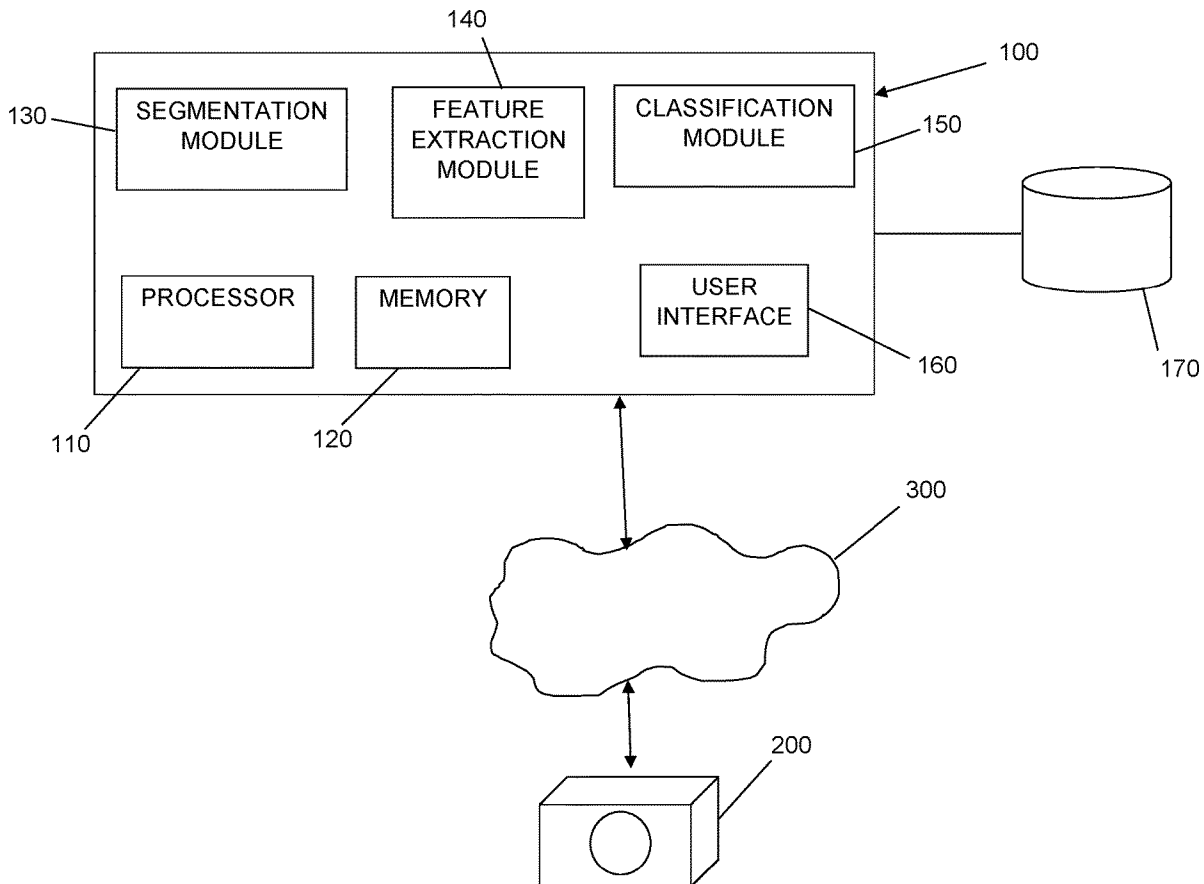 140
100
130
SEGMENTATION
MODULE
FEATURE
EXTRACTION
MODULE
CLASSIFICATION
MODULE
150
PROCESSOR
MEMORY
USER
INTERFACE
110
120
160
170
300
200